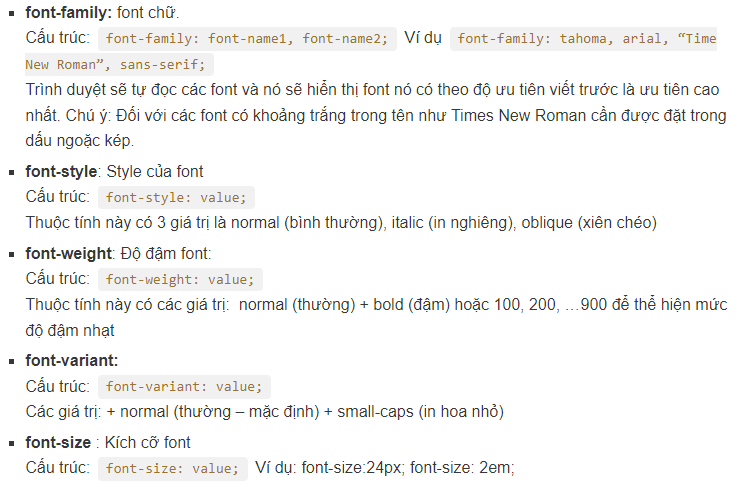 font-family: font chữ.
Cấu trúc: font-family: font-name1, font-name2; Ví dụ font-family: tahoma, arial, “Time
New Roman”, sans-serif;
Trình duyệt sẽ tự đọc các font và nó sẽ hiển thị font nó có theo độ ưu tiên viết trước là ưu tiên cao
nhất. Chú ý: Đối với các font có khoảng trắng trong tên như Times New Roman cần được đặt trong
dấu ngoặc kép.
font-style: Style của font
Cấu trúc: font-style: value;
Thuộc tính này có 3 giá trị là normal (bình thường), italic (in nghiêng), oblique (xiên chéo)
font-weight: Độ đậm font:
Cấu trúc: font-weight: value;
Thuộc tính này có các giá trị: normal (thường) + bold (đậm) hoặc 100, 200, …900 để thể hiện mức
độ đậm nhạt
font-variant:
Cấu trúc: font-variant: value;
Các giá trị: + normal (thường – mặc định) + small-caps (in hoa nhỏ)
font-size : Kích cỡ font
Cấu trúc: font-size: value; Ví dụ: font-size:24px; font-size: 2em;